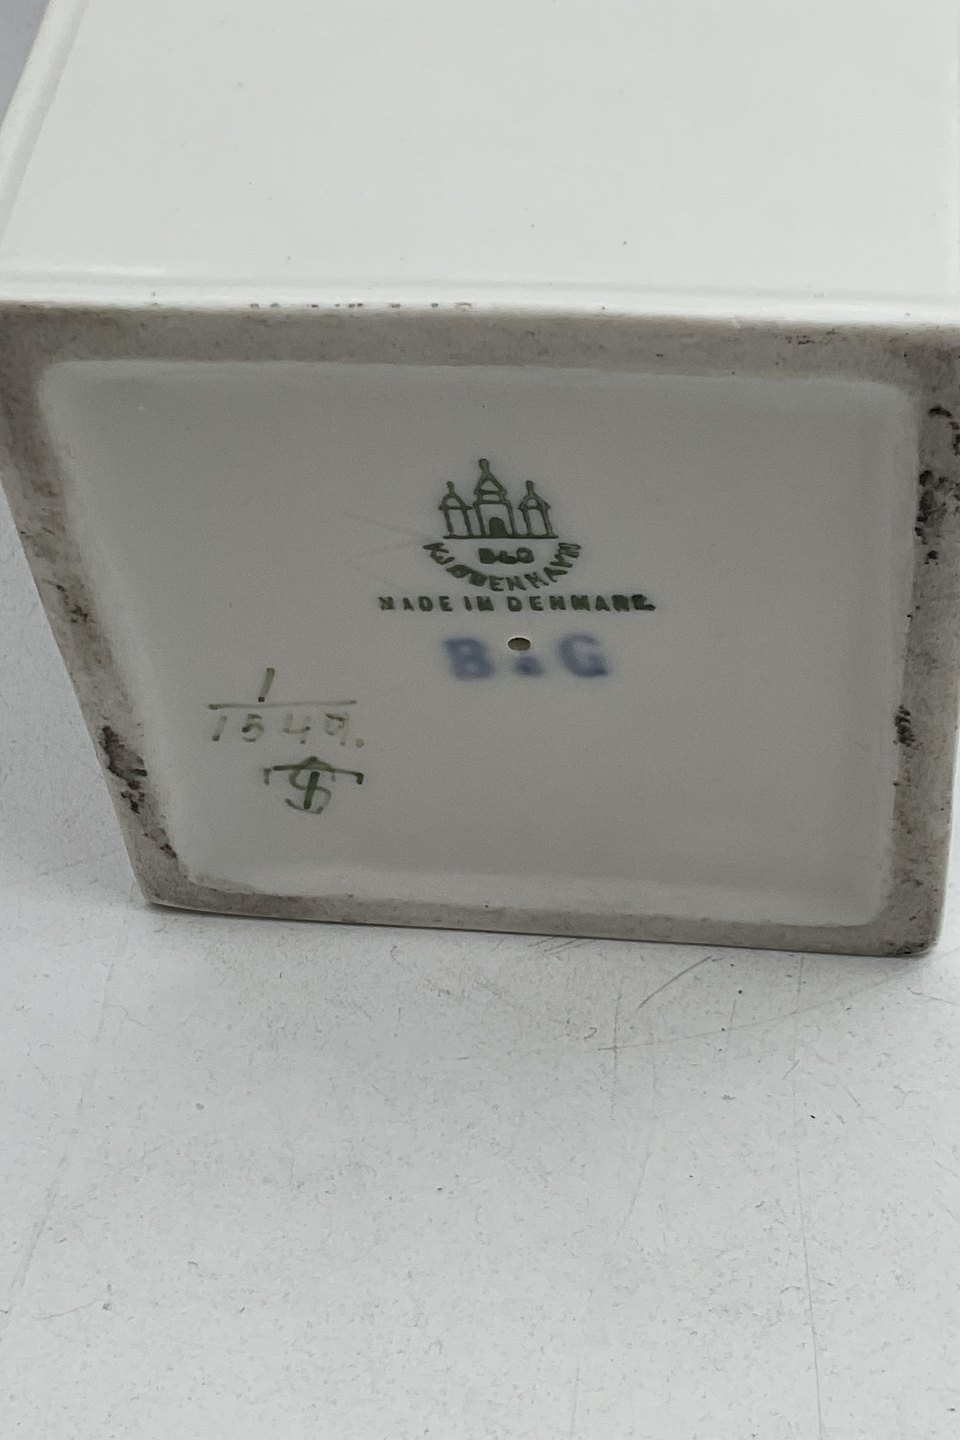 B&G
KJØBENHAVN
MADE IN DENMARK.
B&G
1
1549.